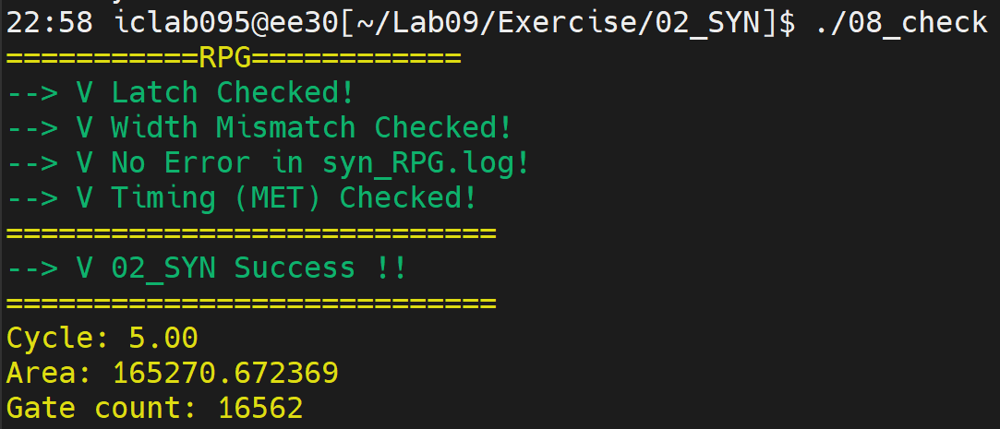 22:58 iclab095@ee30[~/Lab09/Exercise/02_SYN]$ ./08_check
===========RPG============
--> V Latch Checked!
--> V Width Mismatch Checked!
--> V No Error in syn_RPG.log!
--> V Timing (MET) Checked!
============================
--> V 02_SYN Success !!
============================
Cycle: 5.00
Area: 165270.672369
Gate count: 16562